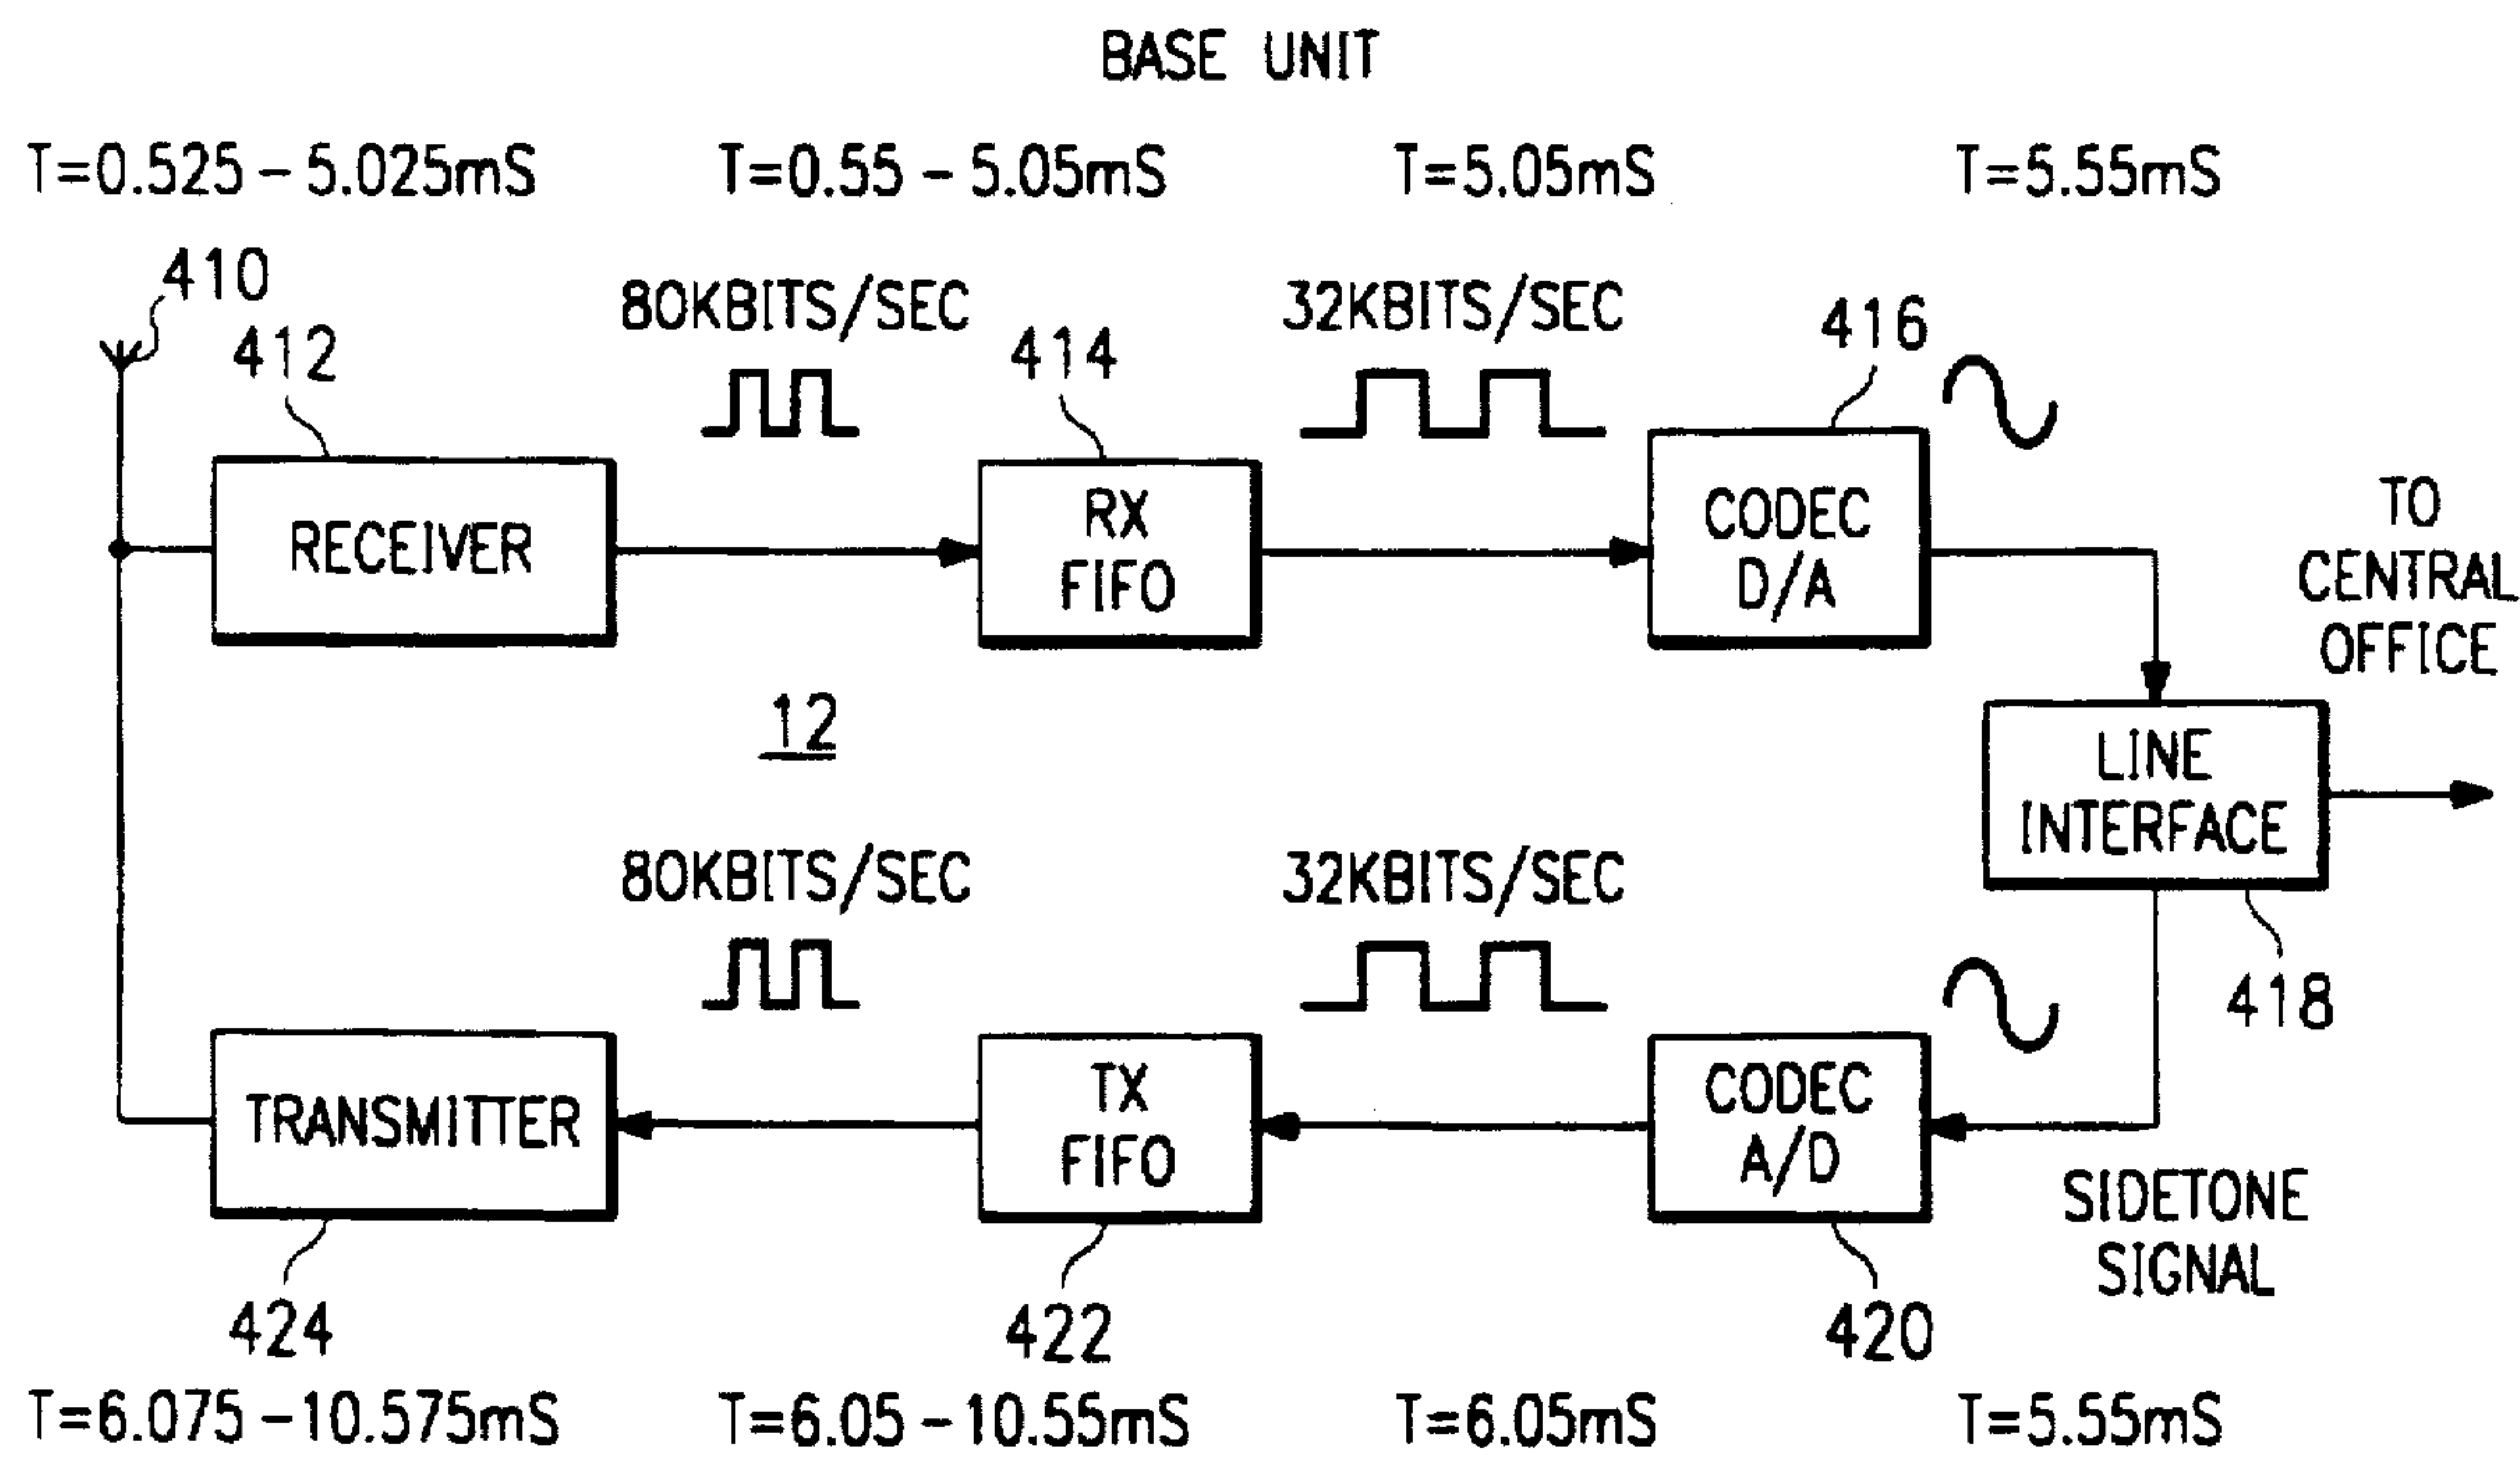 BASE UNIT
T=0.525 – 5.025mS
T=0.55 – 5.05mS
T=5.05mS
T=5.55mS
410
412
80KBITS/SEC
414
32KBITS/SEC
416
RECEIVER
RX
FIFO
CODEC
D/A
TO
CENTRAL
OFFICE
12
LINE
INTERFACE
80KBITS/SEC
32KBITS/SEC
418
TRANSMITTER
TX
FIFO
CODEC
A/D
SIDETONE
SIGNAL
424
422
420
T=6.075 – 10.575mS
T=6.05 – 10.55mS
T=6.05mS
T=5.55mS